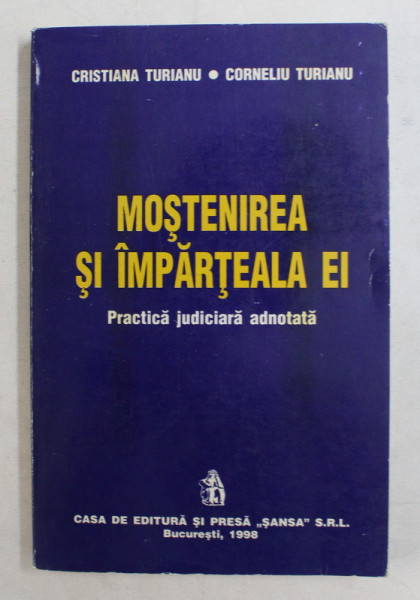 CRISTIANA TURIANU • CORNELIU TURIANU
MOŞTENIREA
ŞI ÎMPĂRŢEALA EI
Practică judiciară adnotată
CASA DE EDITURĂ ŞI PRESĂ „ŞANSA” S.R.L.
Bucureşti, 1998